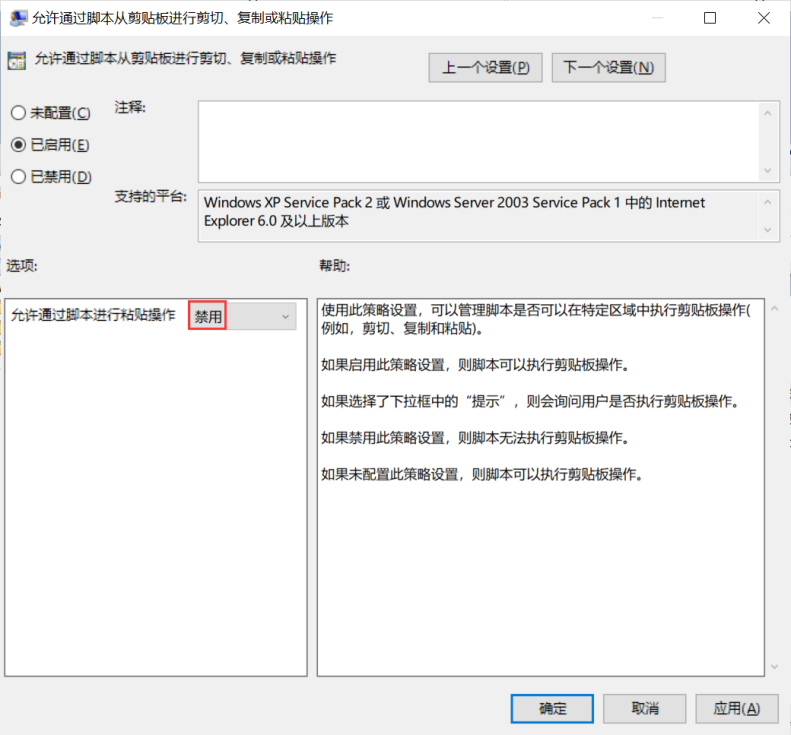 允许通过脚本从剪贴板进行剪切、复制或粘贴操作
允许通过脚本从剪贴板进行剪切、复制或粘贴操作
上一个设置(P)
下一个设置(N)
未配置(C)
注释:
已启用(E)
已禁用(D)
支持的平台:
Windows XP Service Pack 2 或 Windows Server 2003 Service Pack 1 中的 Internet
Explorer 6.0 及以上版本
选项:
帮助:
允许通过脚本进行粘贴操作
禁用
使用此策略设置，可以管理脚本是否可以在特定区域中执行剪贴板操作(
例如，剪切、复制和粘贴)。
如果启用此策略设置，则脚本可以执行剪贴板操作。
如果选择了下拉框中的“提示”，则会询问用户是否执行剪贴板操作。
如果禁用此策略设置，则脚本无法执行剪贴板操作。
如果未配置此策略设置，则脚本可以执行剪贴板操作。
确定
取消
应用(A)